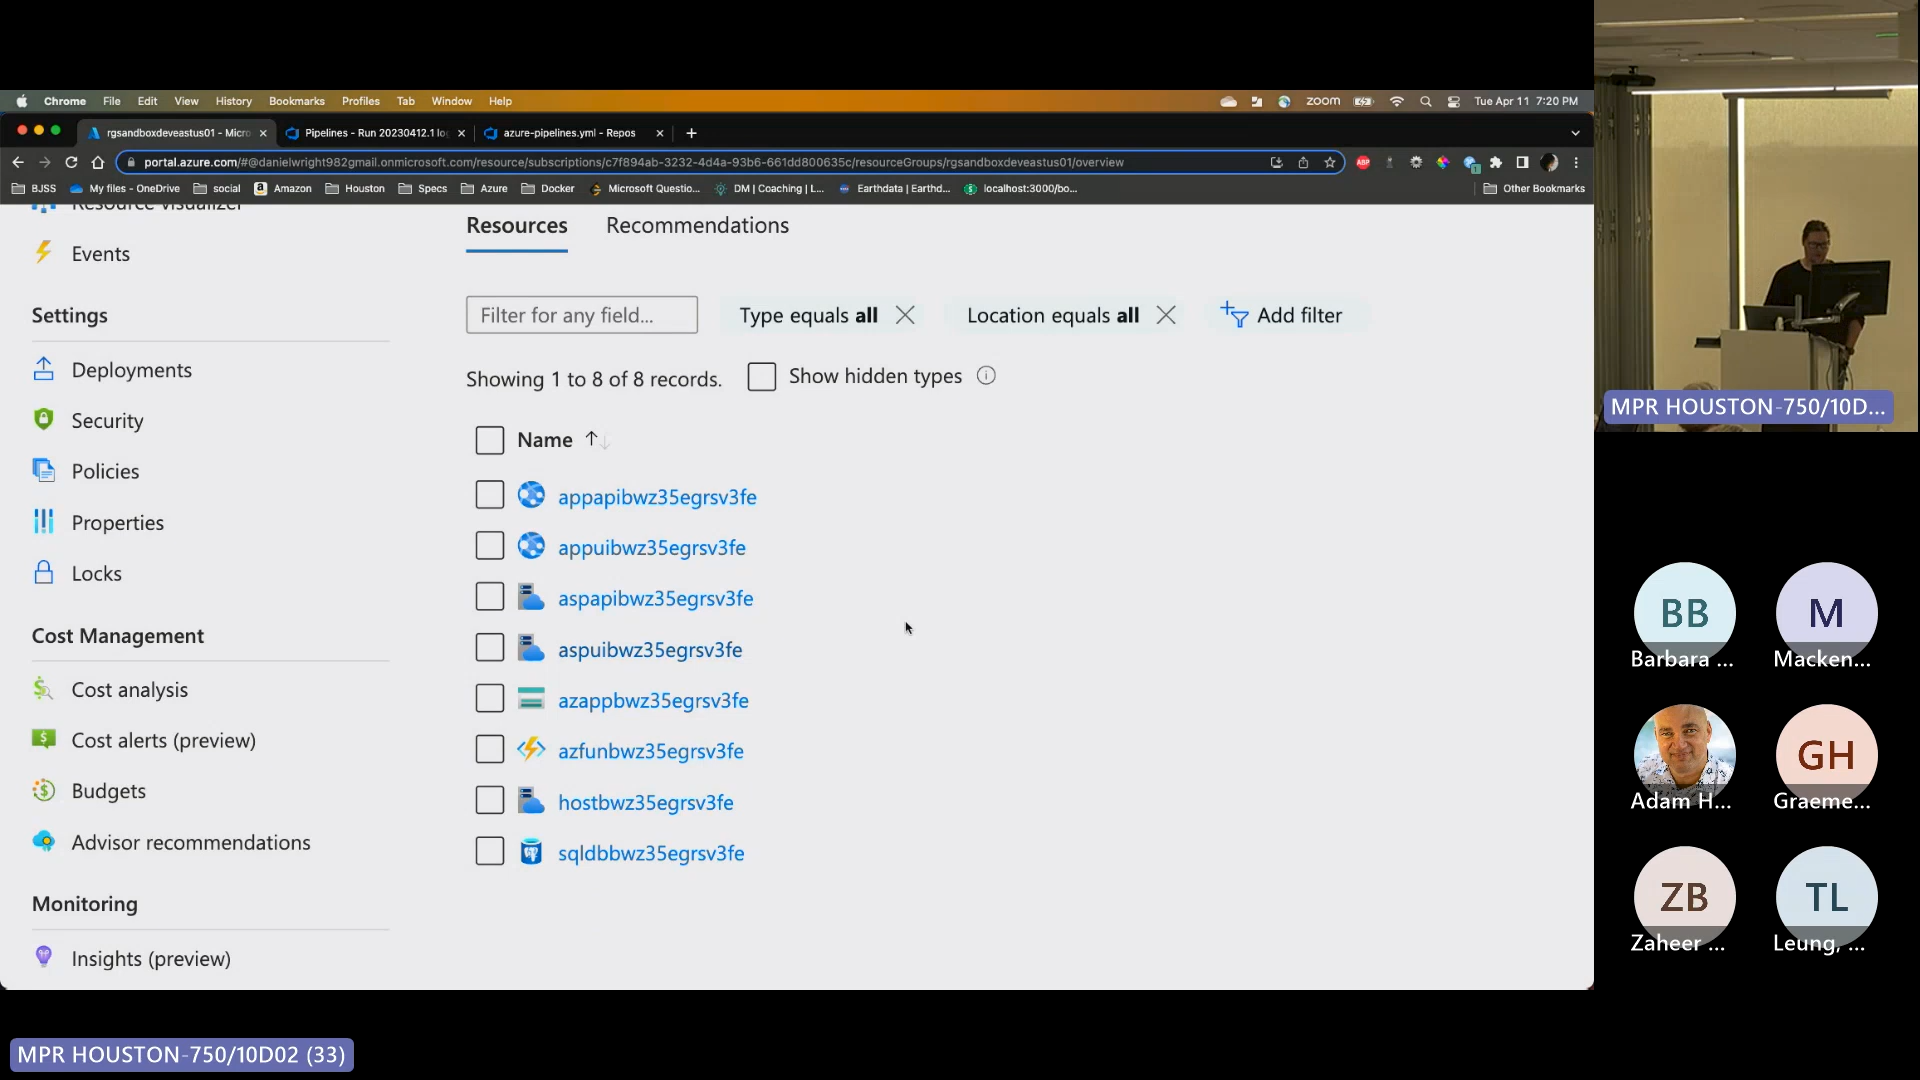 Chrome File Edit View History Bookmarks Profiles Tab Window Help
zoom Tue Apr 11 7:20 PM
rgsandboxdeveastus01 - Micro
Pipelines - Run 20230412.1 lo
azure-pipelines.yml - Repos
portal.azure.com/#@danielwright982gmail.onmicrosoft.com/resource/subscriptions/c7f894ab-3232-4d4a-93b6-661dd800635c/resourceGroups/rgsandboxdeveastus01/overview
ABP
1
BJSS My files - OneDrive social Amazon Houston Specs Azure Docker Microsoft Questio... DM | Coaching | L... Earthdata | Earthd... localhost:3000/bo... Other Bookmarks
Resource visualizer
Events
Settings
Deployments
Security
Policies
Properties
Locks
Cost Management
Cost analysis
Cost alerts (preview)
Budgets
Advisor recommendations
Monitoring
Insights (preview)
Resources Recommendations
Filter for any field...
Type equals all
Location equals all
Add filter
Showing 1 to 8 of 8 records.
Show hidden types
Name
appapibwz35egrsv3fe
appuibwz35egrsv3fe
aspapibwz35egrsv3fe
aspuibwz35egrsv3fe
azappbwz35egrsv3fe
azfunbwz35egrsv3fe
hostbwz35egrsv3fe
sqldbbwz35egrsv3fe
MPR HOUSTON-750/10D...
BB
Barbara ...
M
Macken...
Adam H...
GH
Graeme...
ZB
Zaheer ...
TL
Leung, ...
MPR HOUSTON-750/10D02 (33)